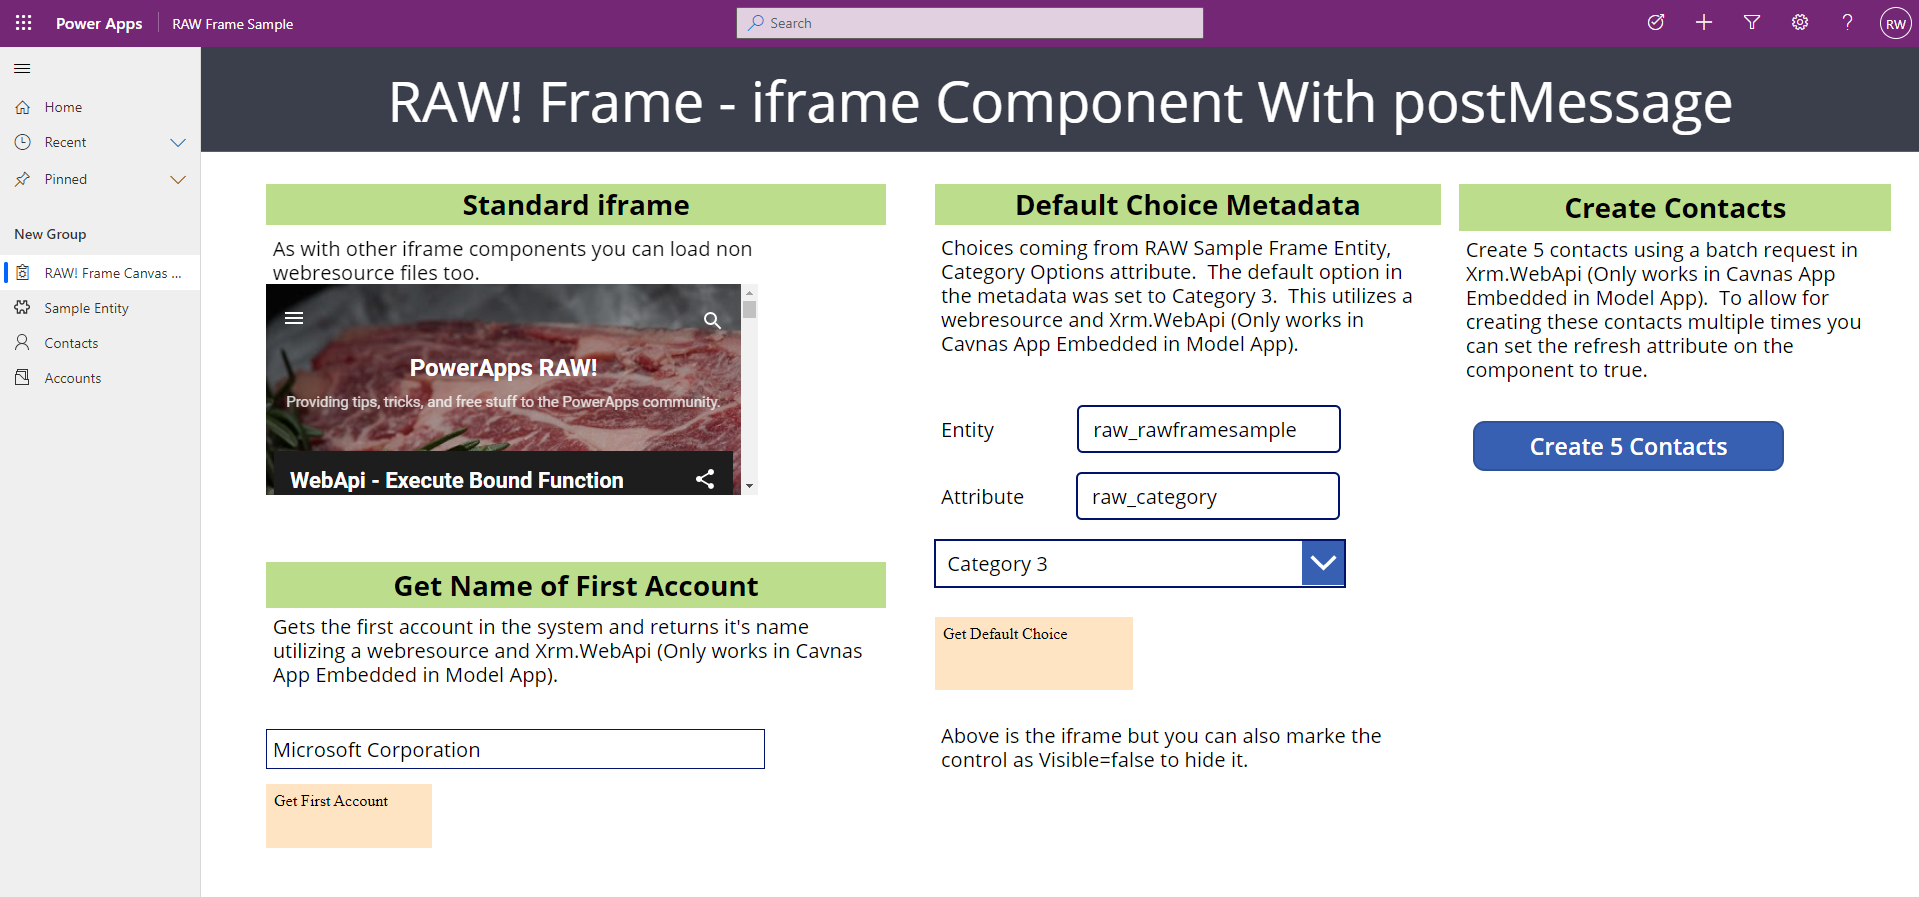 Power Apps
RAW Frame Sample
Search
RW
Home
Recent
Pinned
New Group
RAW! Frame Canvas ...
Sample Entity
Contacts
Accounts
RAW! Frame - iframe Component With postMessage
Standard iframe
As with other iframe components you can load non
webresource files too.
PowerApps RAW!
Providing tips, tricks, and free stuff to the PowerApps community.
WebApi - Execute Bound Function
Get Name of First Account
Gets the first account in the system and returns it's name
utilizing a webresource and Xrm.WebApi (Only works in Cavnas
App Embedded in Model App).
Microsoft Corporation
Get First Account
Default Choice Metadata
Choices coming from RAW Sample Frame Entity,
Category Options attribute.  The default option in
the metadata was set to Category 3.  This utilizes a
webresource and Xrm.WebApi (Only works in
Cavnas App Embedded in Model App).
Entity
raw_rawframesample
Attribute
raw_category
Category 3
Get Default Choice
Above is the iframe but you can also marke the
control as Visible=false to hide it.
Create Contacts
Create 5 contacts using a batch request in
Xrm.WebApi (Only works in Cavnas App
Embedded in Model App).  To allow for
creating these contacts multiple times you
can set the refresh attribute on the
component to true.
Create 5 Contacts